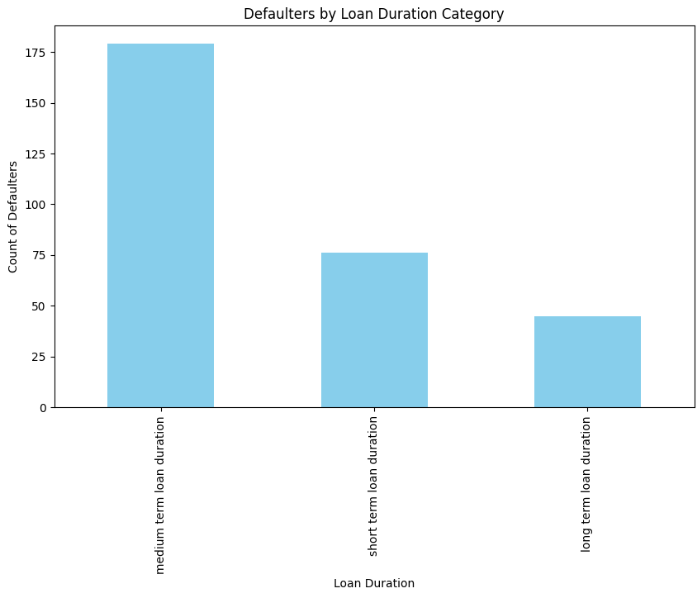 Defaulters by Loan Duration Category
Count of Defaulters
175
150
125
100
75
50
25
0
medium term loan duration
short term loan duration
long term loan duration
Loan Duration